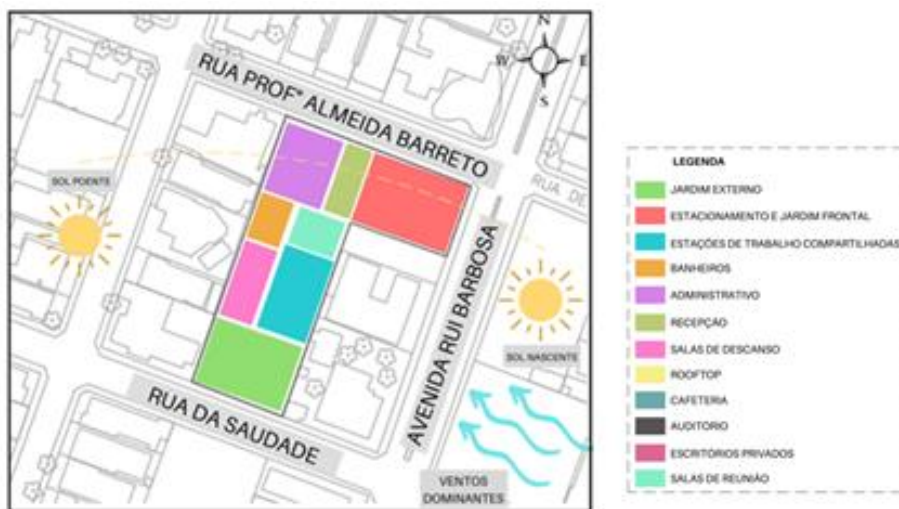 N
W
E
S
RUA PROFª ALMEIDA BARRETO
RUA DE
SOL POENTE
AVENIDA RUI BARBOSA
SOL NASCENTE
RUA DA SAUDADE
VENTOS
DOMINANTES
LEGENDA
JARDIM EXTERNO
ESTACIONAMENTO E JARDIM FRONTAL
ESTAÇÕES DE TRABALHO COMPARTILHADAS
BANHEIROS
ADMINISTRATIVO
RECEPÇÃO
SALAS DE DESCANSO
ROOFTOP
CAFETERIA
AUDITÓRIO
ESCRITÓRIOS PRIVADOS
SALAS DE REUNIÃO